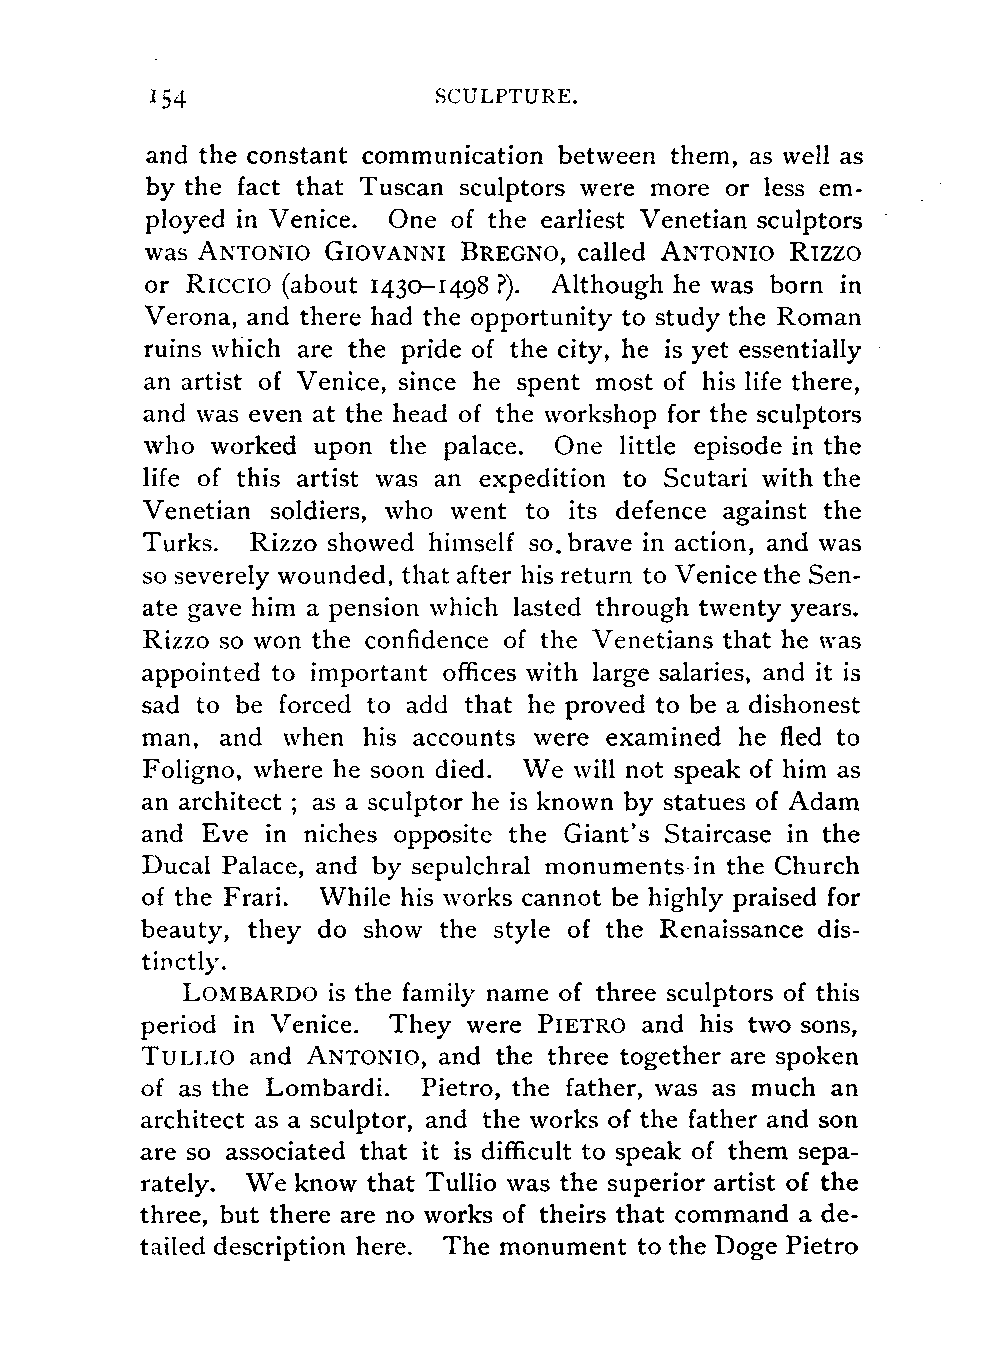 154 SCULPTURE.
and the constant communication between them, as well as
by the fact that Tuscan sculptors were more or less em-
ployed in Venice. One of the earliest Venetian sculptors
was ANTONIO GIOVANNI BREGNO, called ANTONIO RIZZO
or RICCIO (about 1430–1498 ?). Although he was born in
Verona, and there had the opportunity to study the Roman
ruins which are the pride of the city, he is yet essentially
an artist of Venice, since he spent most of his life there,
and was even at the head of the workshop for the sculptors
who worked upon the palace. One little episode in the
life of this artist was an expedition to Scutari with the
Venetian soldiers, who went to its defence against the
Turks. Rizzo showed himself so brave in action, and was
so severely wounded, that after his return to Venice the Sen-
ate gave him a pension which lasted through twenty years.
Rizzo so won the confidence of the Venetians that he was
appointed to important offices with large salaries, and it is
sad to be forced to add that he proved to be a dishonest
man, and when his accounts were examined he fled to
Foligno, where he soon died. We will not speak of him as
an architect ; as a sculptor he is known by statues of Adam
and Eve in niches opposite the Giant's Staircase in the
Ducal Palace, and by sepulchral monuments in the Church
of the Frari. While his works cannot be highly praised for
beauty, they do show the style of the Renaissance dis-
tinctly.
LOMBARDO is the family name of three sculptors of this
period in Venice. They were PIETRO and his two sons,
TULLIO and ANTONIO, and the three together are spoken
of as the Lombardi. Pietro, the father, was as much an
architect as a sculptor, and the works of the father and son
are so associated that it is difficult to speak of them sepa-
rately. We know that Tullio was the superior artist of the
three, but there are no works of theirs that command a de-
tailed description here. The monument to the Doge Pietro